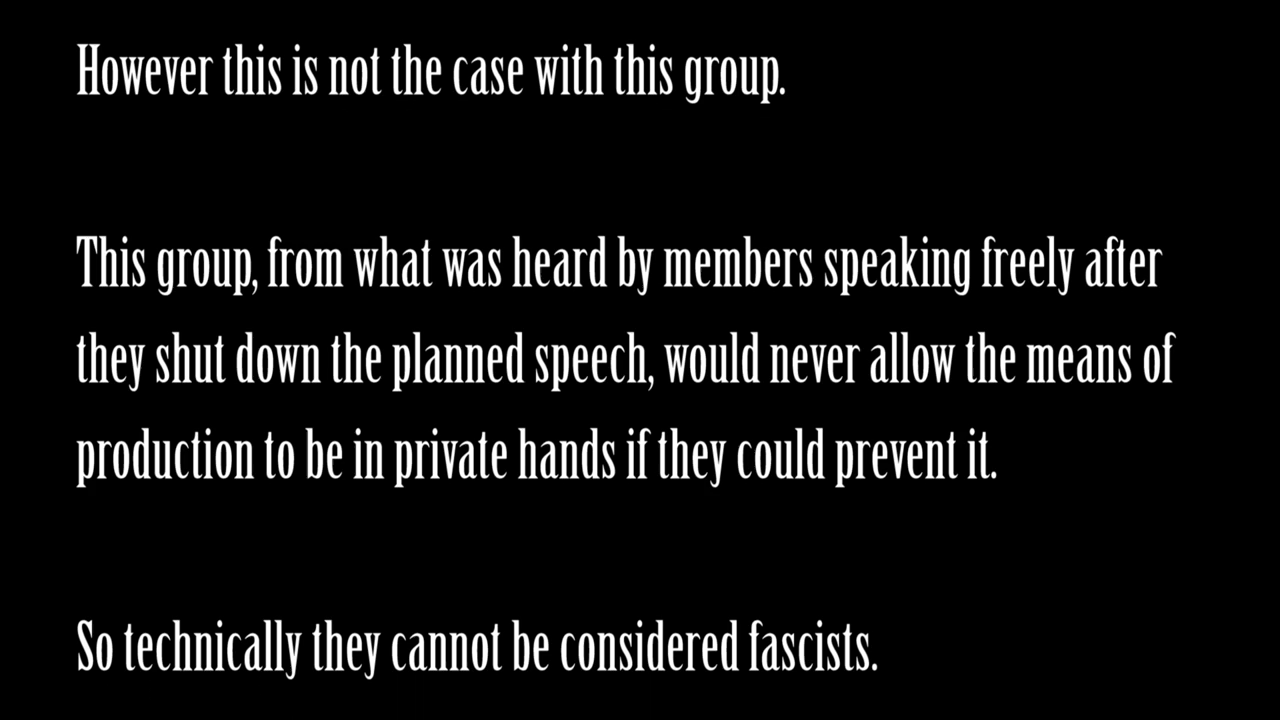 However this is not the case with this group.
This group, from what was heard by members speaking freely after
they shut down the planned speech, would never allow the means of
production to be in private hands if they could prevent it.
So technically they cannot be considered fascists.